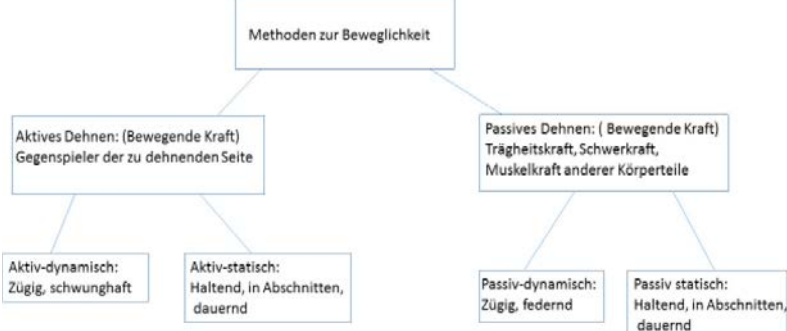 Methoden zur Beweglichkeit
Aktives Dehnen: (Bewegende Kraft)
Gegenspieler der zu dehnenden Seite
Passives Dehnen: ( Bewegende Kraft)
Trägheitskraft, Schwerkraft,
Muskelkraft anderer Körperteile
Aktiv-dynamisch:
Zügig, schwunghaft
Aktiv-statisch:
Haltend, in Abschnitten,
dauernd
Passiv-dynamisch:
Zügig, federnd
Passiv statisch:
Haltend, in Abschnitten,
dauernd